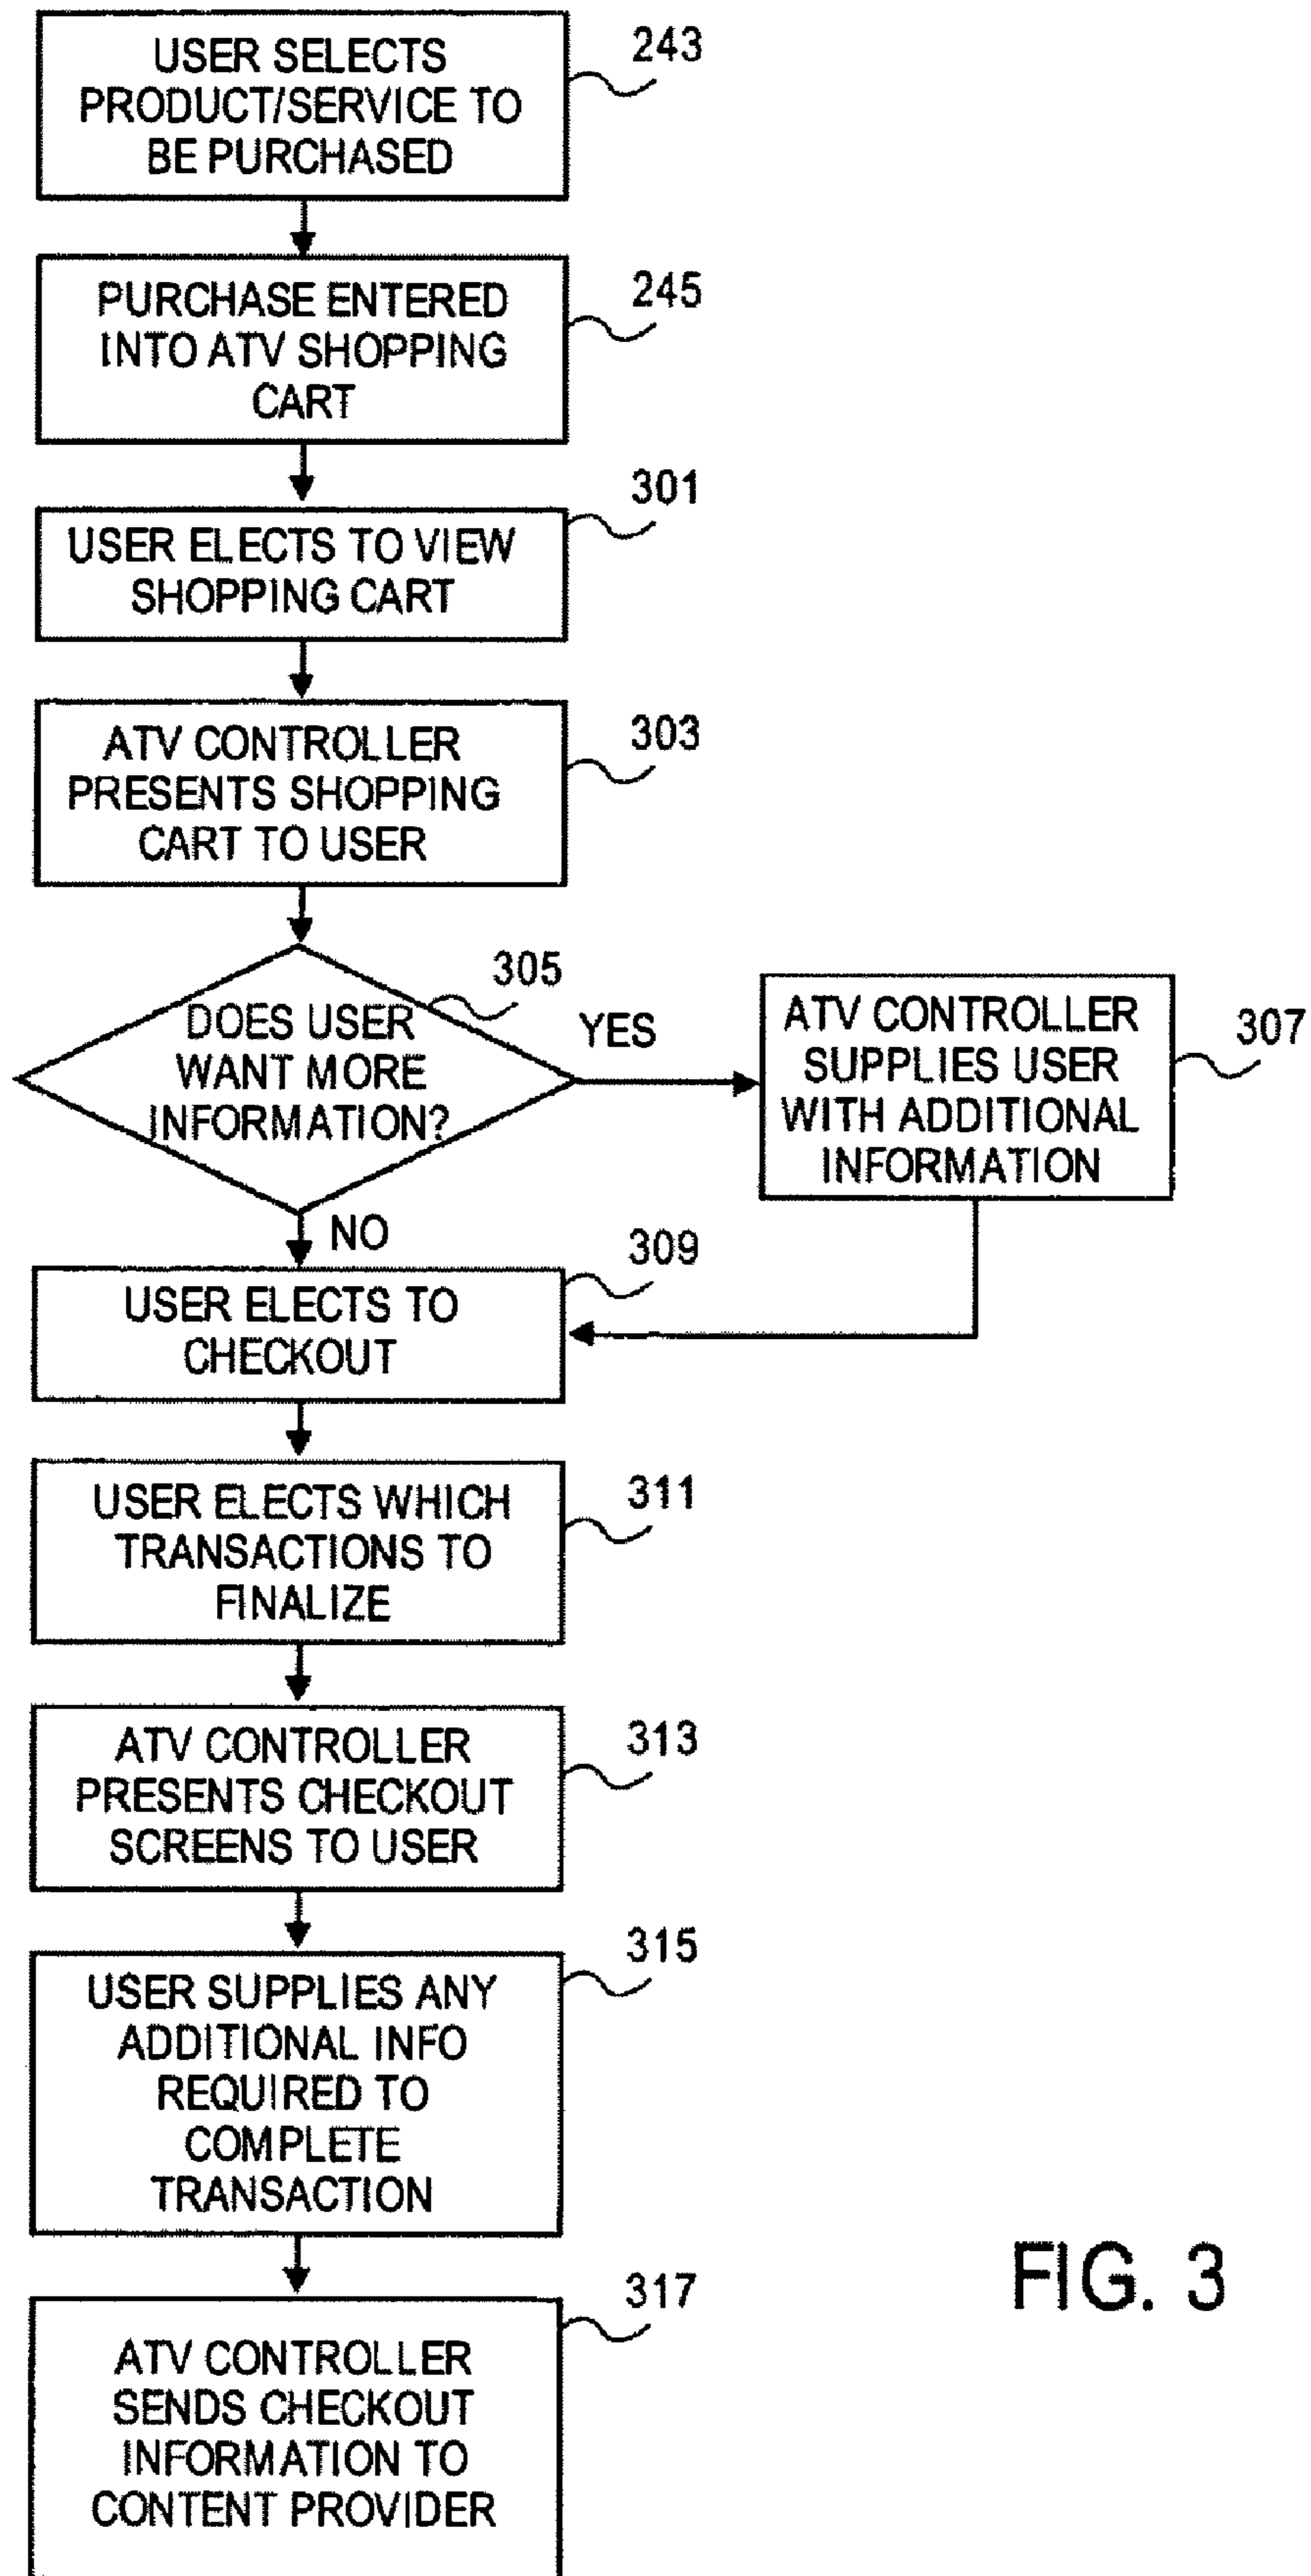 USER SELECTS
PRODUCT/SERVICE TO
BE PURCHASED
243
PURCHASE ENTERED
INTO ATV SHOPPING
CART
245
USER ELECTS TO VIEW
SHOPPING CART
301
ATV CONTROLLER
PRESENTS SHOPPING
CART TO USER
303
DOES USER
WANT MORE
INFORMATION?
305
YES
ATV CONTROLLER
SUPPLIES USER
WITH ADDITIONAL
INFORMATION
307
NO
USER ELECTS TO
CHECKOUT
309
USER ELECTS WHICH
TRANSACTIONS TO
FINALIZE
311
ATV CONTROLLER
PRESENTS CHECKOUT
SCREENS TO USER
313
USER SUPPLIES ANY
ADDITIONAL INFO
REQUIRED TO
COMPLETE
TRANSACTION
315
ATV CONTROLLER
SENDS CHECKOUT
INFORMATION TO
CONTENT PROVIDER
317
FIG. 3